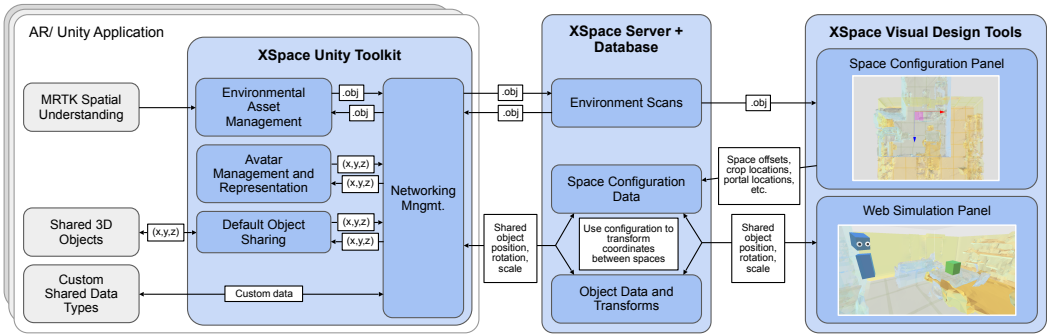 AR/ Unity Application
MRTK Spatial
Understanding
Shared 3D
Objects
(x,y,z)
Custom
Shared Data
Types
XSpace Unity Toolkit
Environmental
Asset
Management
.obj
.obj
Avatar
Management and
Representation
(x,y,z)
(x,y,z)
Default Object
Sharing
(x,y,z)
(x,y,z)
Custom data
Networking
Mngmt.
.obj
.obj
Shared
object
position,
rotation,
scale
XSpace Server +
Database
Environment Scans
Space Configuration
Data
Use configuration to
transform
coordinates
between spaces
Object Data and
Transforms
.obj
Space offsets,
crop locations,
portal locations,
etc.
Shared
object
position,
rotation,
scale
XSpace Visual Design Tools
Space Configuration Panel
Web Simulation Panel